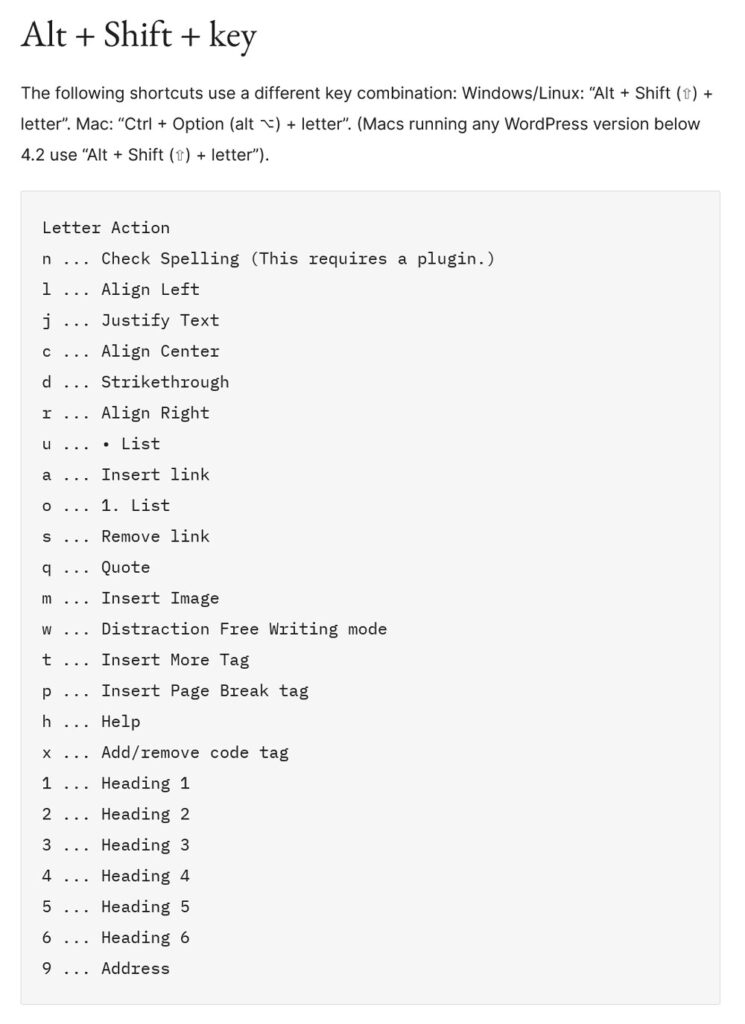 Alt + Shift + key
The following shortcuts use a different key combination: Windows/Linux: “Alt + Shift (⇧) +
letter”. Mac: “Ctrl + Option (alt ⌥) + letter”. (Macs running any WordPress version below
4.2 use “Alt + Shift (⇧) + letter”).
Letter Action
n ... Check Spelling (This requires a plugin.)
l ... Align Left
j ... Justify Text
c ... Align Center
d ... Strikethrough
r ... Align Right
u ... • List
a ... Insert link
o ... 1. List
s ... Remove link
q ... Quote
m ... Insert Image
w ... Distraction Free Writing mode
t ... Insert More Tag
p ... Insert Page Break tag
h ... Help
x ... Add/remove code tag
1 ... Heading 1
2 ... Heading 2
3 ... Heading 3
4 ... Heading 4
5 ... Heading 5
6 ... Heading 6
9 ... Address